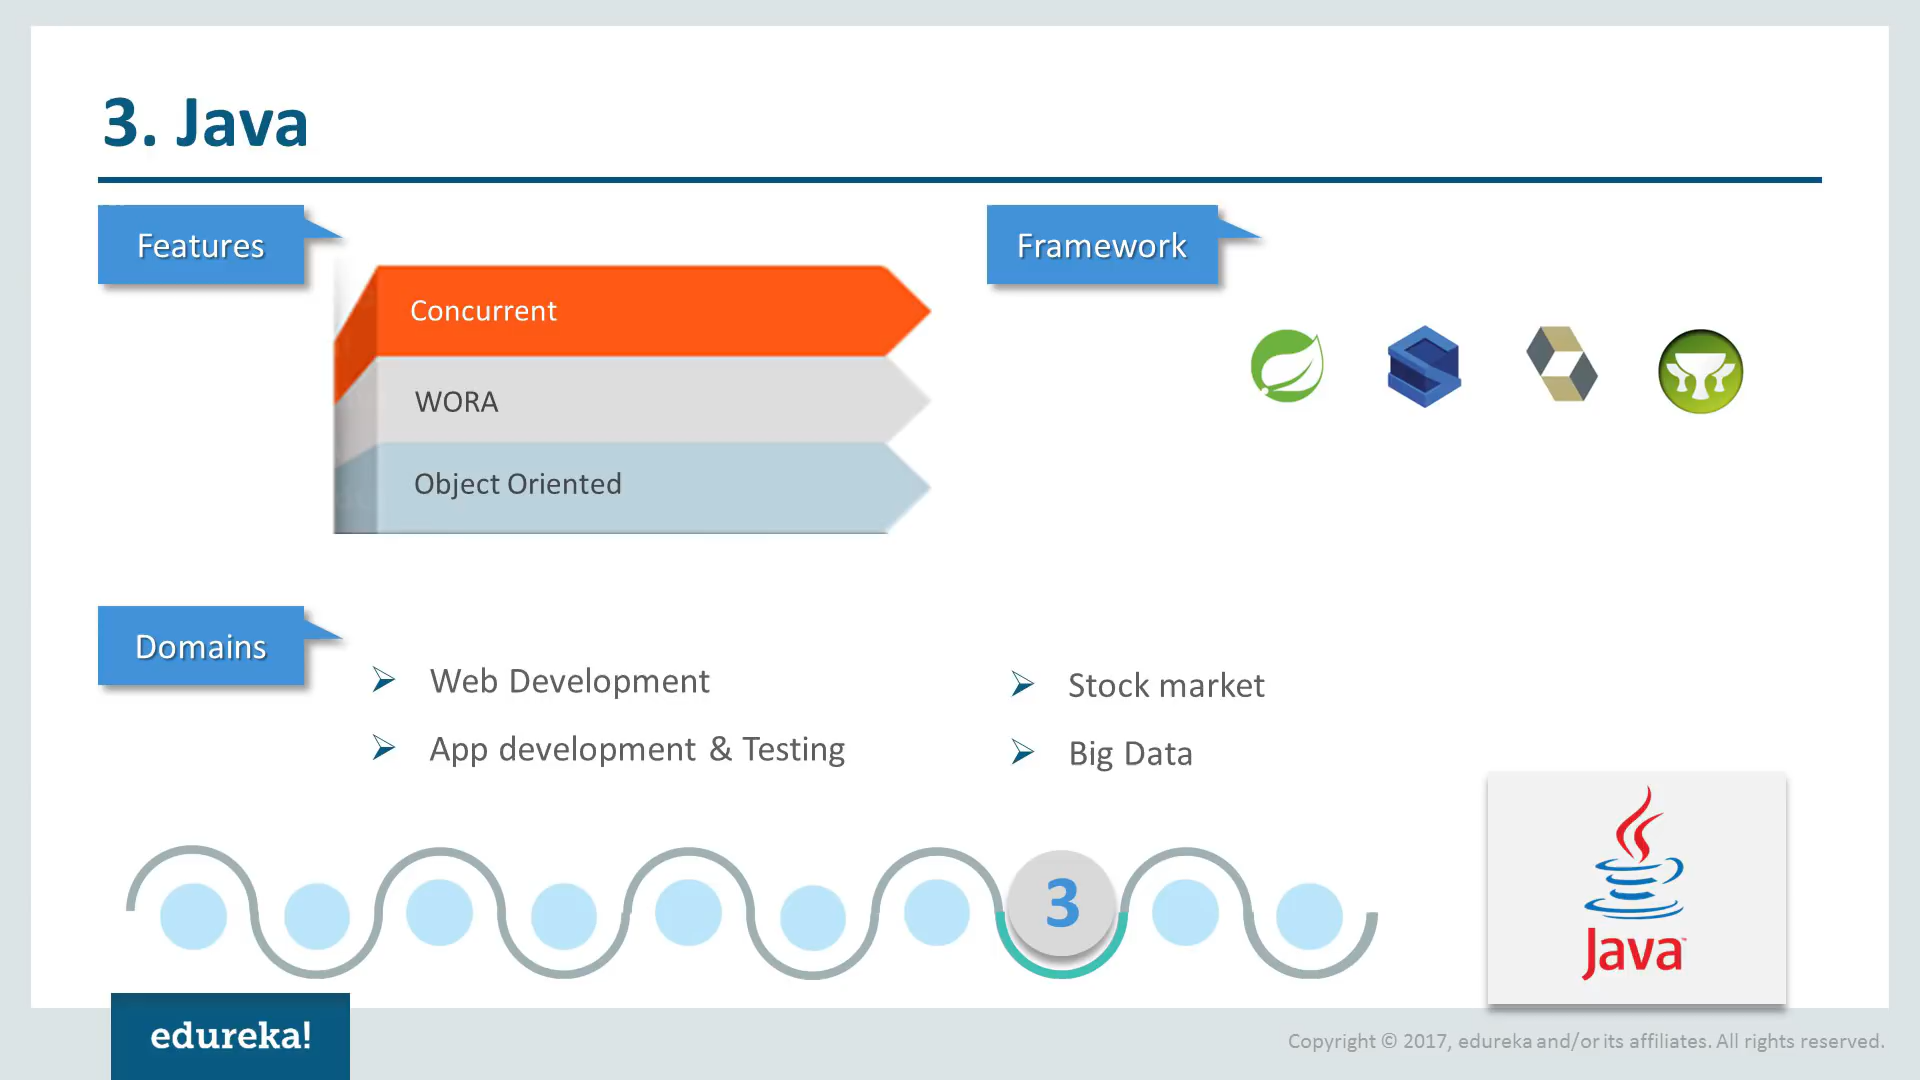 3. Java
Features
Concurrent
WORA
Object Oriented
Framework
Domains
Web Development
App development & Testing
Stock market
Big Data
3
Java™
edureka!
Copyright © 2017, edureka and/or its affiliates. All rights reserved.